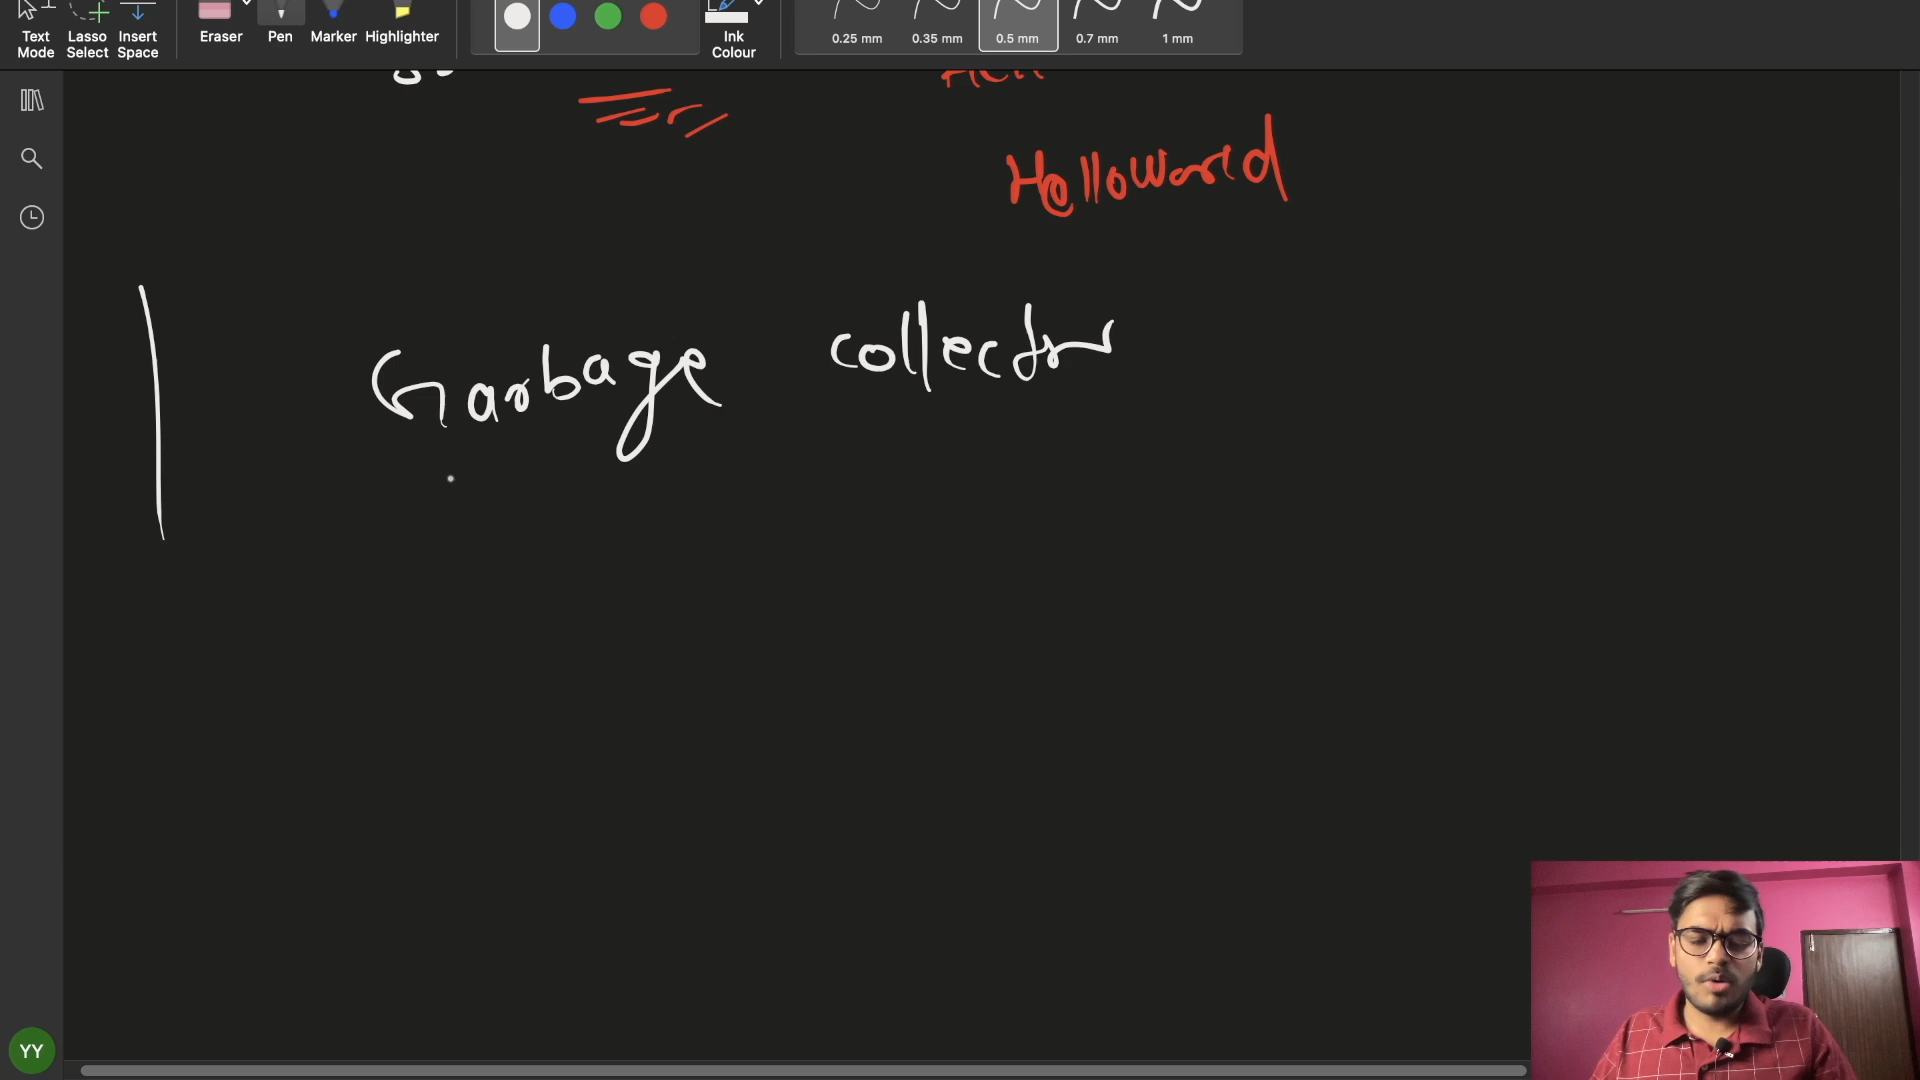 Text Mode
Lasso Select
Insert Space
Eraser
Pen
Marker
Highlighter
Ink Colour
0.25 mm
0.35 mm
0.5 mm
0.7 mm
1 mm
HelloWorld
Garbage collector
YY